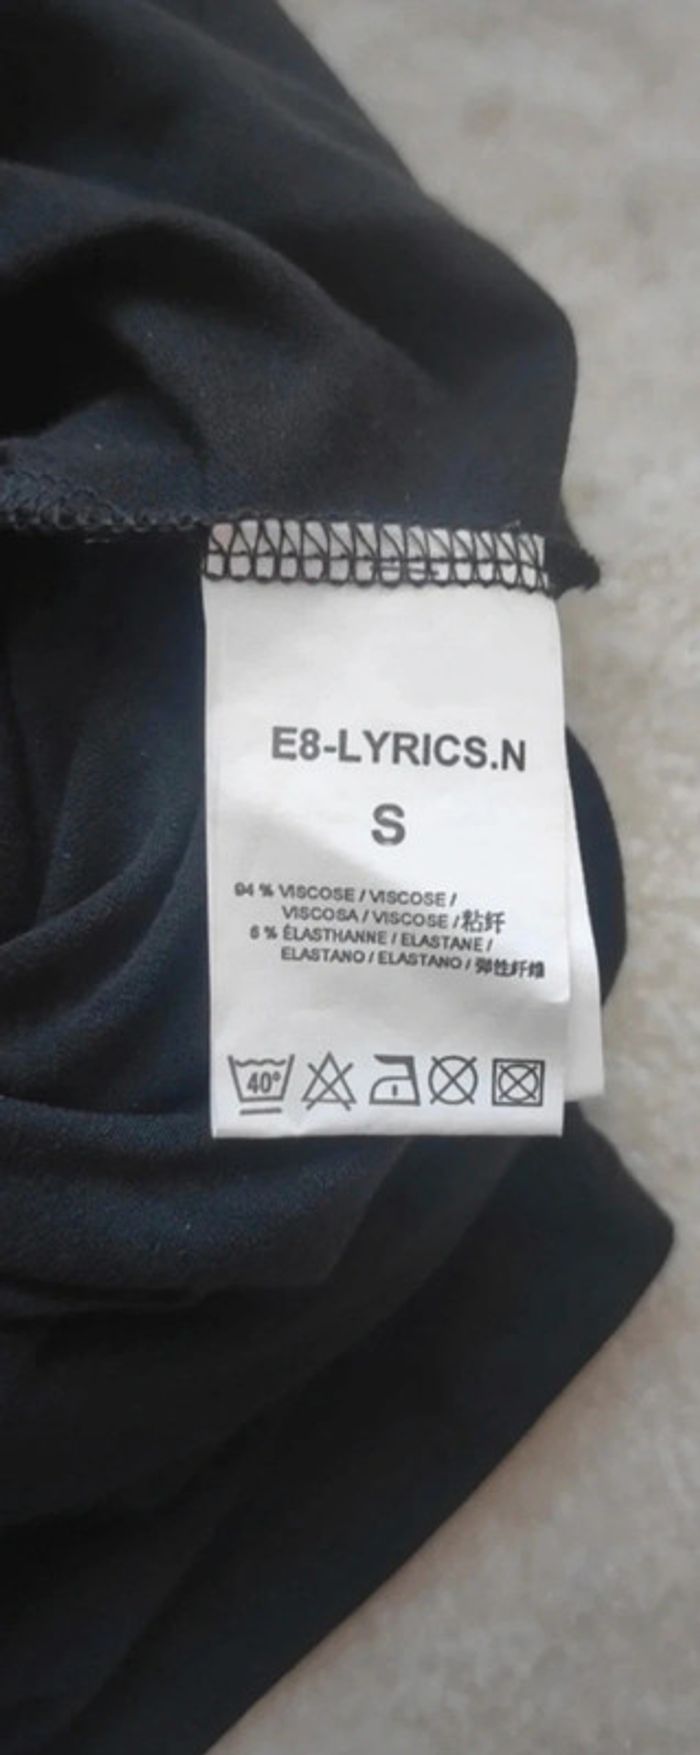 E8-LYRICS.N
S
94 % VISCOSE / VISCOSE /
VISCOSA / VISCOSE / 粘纤
6 % ÉLASTHANNE / ELASTANE /
ELASTANO / ELASTANO / 弹性纤维
40°